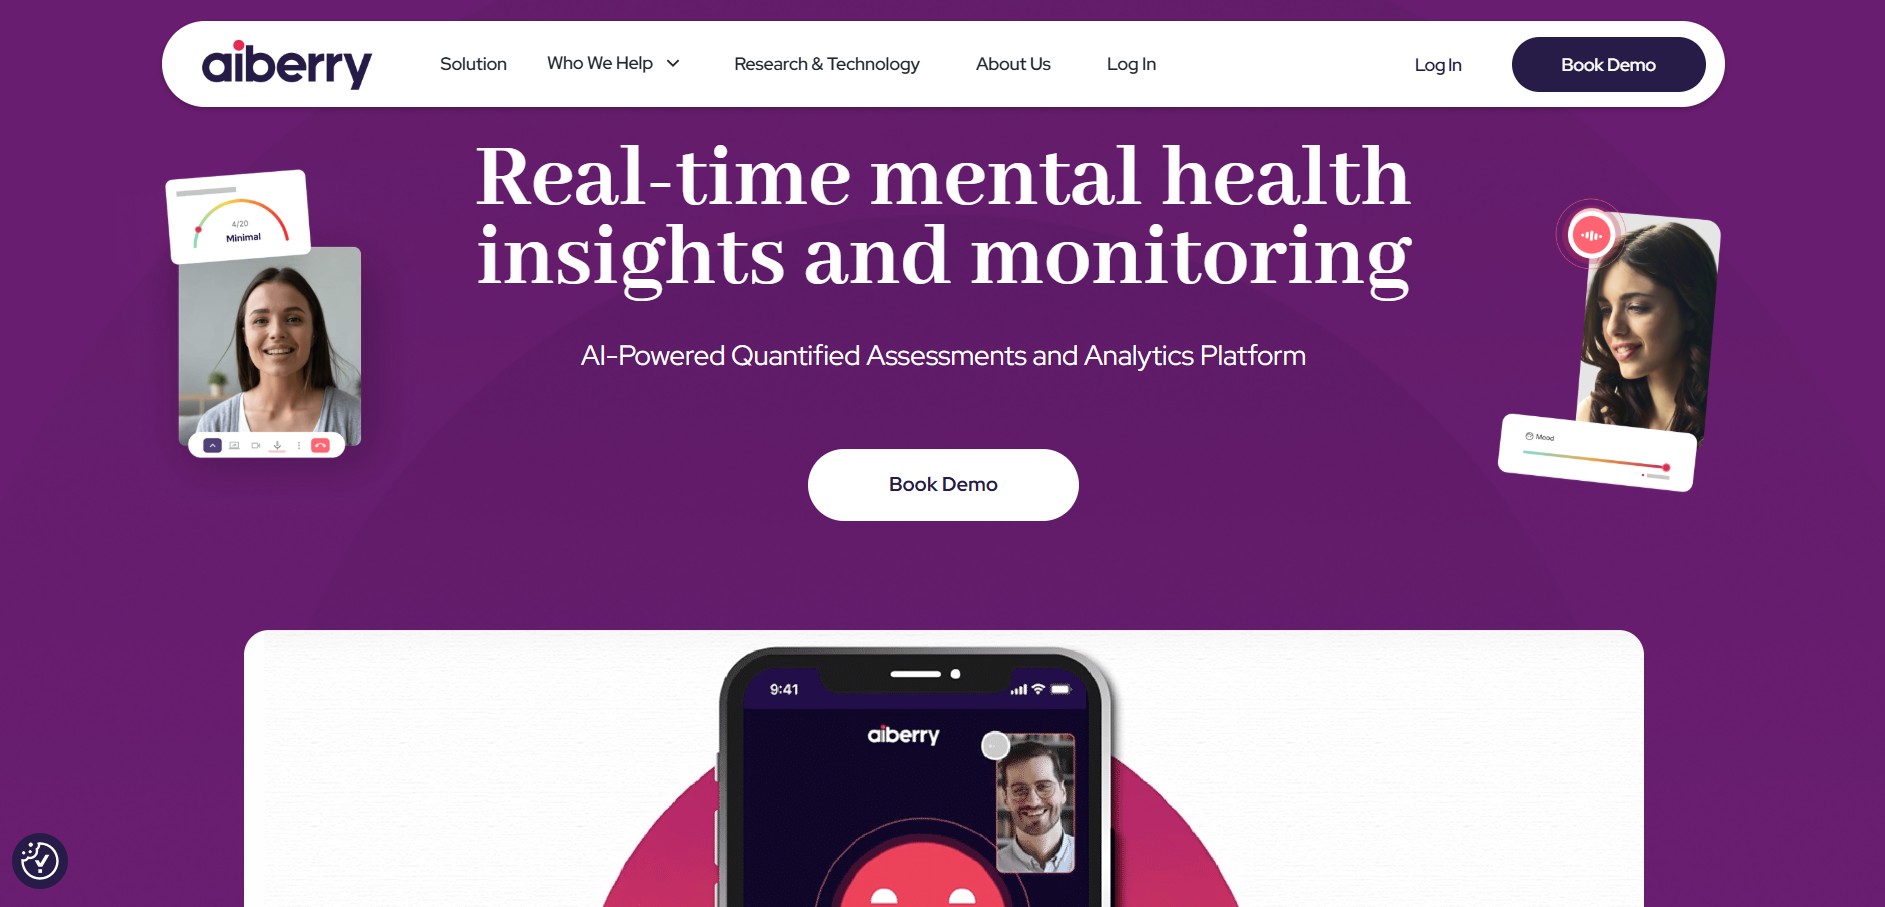 aiberry
Solution
Who We Help
Research & Technology
About Us
Log In
Log In
Book Demo
Real-time mental health
insights and monitoring
AI-Powered Quantified Assessments and Analytics Platform
Book Demo
4/20
Minimal
Mood
9:41
aiberry